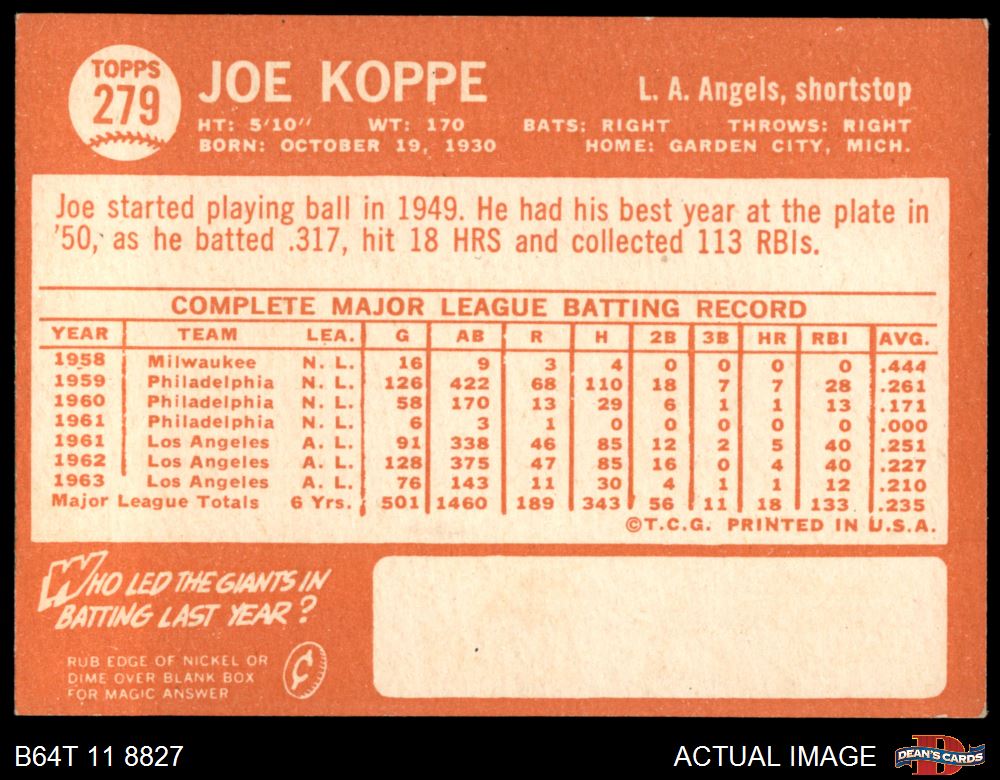 TOPPS
279
JOE KOPPE
L. A. Angels, shortstop
HT: 5'10" WT: 170 BATS: RIGHT THROWS: RIGHT
BORN: OCTOBER 19, 1930 HOME: GARDEN CITY, MICH.
Joe started playing ball in 1949. He had his best year at the plate in
'50, as he batted .317, hit 18 HRS and collected 113 RBIs.
COMPLETE MAJOR LEAGUE BATTING RECORD
YEAR TEAM LEA. G AB R H 2B 3B HR RBI AVG.
1958 Milwaukee N. L. 16 9 3 4 0 0 0 0 .444
1959 Philadelphia N. L. 126 422 68 110 18 7 7 28 .261
1960 Philadelphia N. L. 58 170 13 29 6 1 1 13 .171
1961 Philadelphia N. L. 6 3 1 0 0 0 0 0 .000
1961 Los Angeles A. L. 91 338 46 85 12 2 5 40 .251
1962 Los Angeles A. L. 128 375 47 85 16 0 4 40 .227
1963 Los Angeles A. L. 76 143 11 30 4 1 1 12 .210
Major League Totals 6 Yrs. 501 1460 189 343 56 11 18 133 .235
©T.C.G. PRINTED IN U.S.A.
WHO LED THE GIANTS IN
BATTING LAST YEAR?
RUB EDGE OF NICKEL OR
DIME OVER BLANK BOX
FOR MAGIC ANSWER
¢
B64T 11 8827
ACTUAL IMAGE
D
DEAN'S CARDS